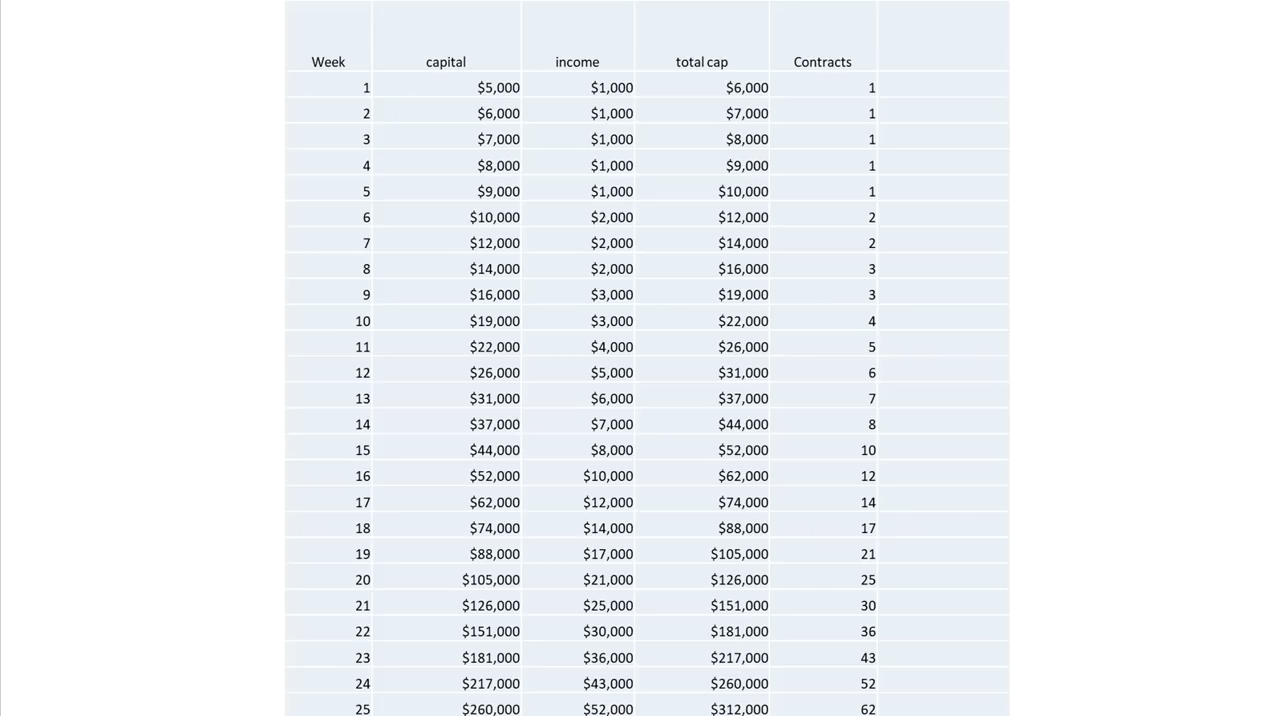 Week capital income total cap Contracts
1 $5,000 $1,000 $6,000 1
2 $6,000 $1,000 $7,000 1
3 $7,000 $1,000 $8,000 1
4 $8,000 $1,000 $9,000 1
5 $9,000 $1,000 $10,000 1
6 $10,000 $2,000 $12,000 2
7 $12,000 $2,000 $14,000 2
8 $14,000 $2,000 $16,000 3
9 $16,000 $3,000 $19,000 3
10 $19,000 $3,000 $22,000 4
11 $22,000 $4,000 $26,000 5
12 $26,000 $5,000 $31,000 6
13 $31,000 $6,000 $37,000 7
14 $37,000 $7,000 $44,000 8
15 $44,000 $8,000 $52,000 10
16 $52,000 $10,000 $62,000 12
17 $62,000 $12,000 $74,000 14
18 $74,000 $14,000 $88,000 17
19 $88,000 $17,000 $105,000 21
20 $105,000 $21,000 $126,000 25
21 $126,000 $25,000 $151,000 30
22 $151,000 $30,000 $181,000 36
23 $181,000 $36,000 $217,000 43
24 $217,000 $43,000 $260,000 52
25 $260,000 $52,000 $312,000 62